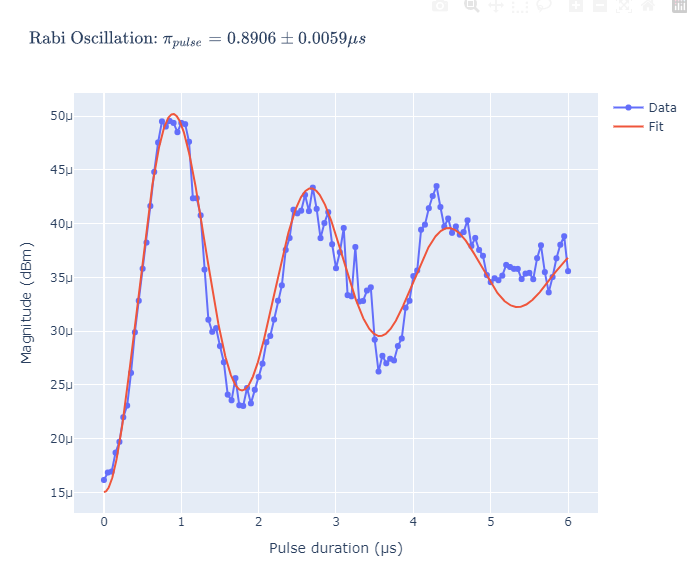 Rabi Oscillation: π_pulse = 0.8906 ± 0.0059μs
Data
Fit
50μ
45μ
40μ
35μ
30μ
25μ
20μ
15μ
Magnitude (dBm)
0 1 2 3 4 5 6
Pulse duration (μs)